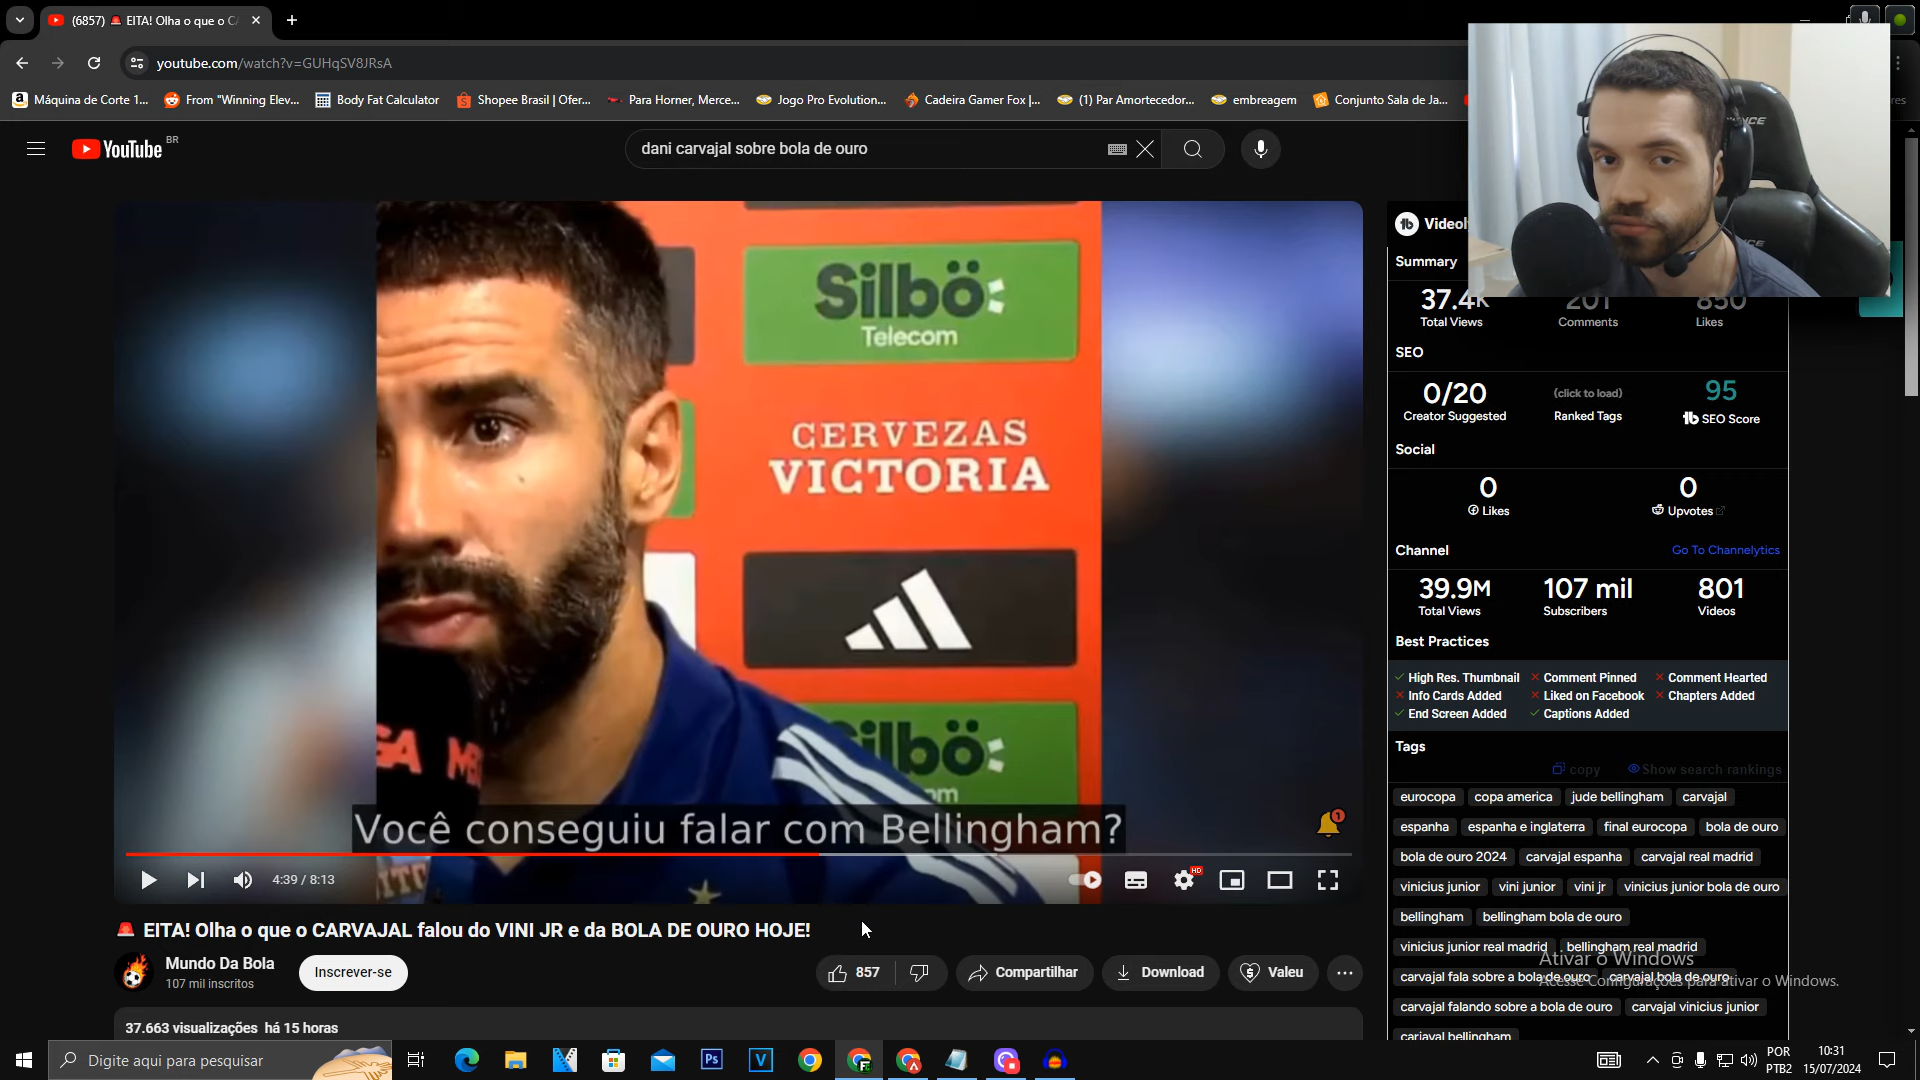 (6857) 🚨 EITA! Olha o que o CA
youtube.com/watch?v=GUHqSV8JRsA
Máquina de Corte 1...
From "Winning Elev...
Body Fat Calculator
Shopee Brasil | Ofer...
Para Horner, Merce...
Jogo Pro Evolution...
Cadeira Gamer Fox |...
(1) Par Amortecedor...
embreagem
Conjunto Sala de Ja...
YouTube BR
dani carvajal sobre bola de ouro
Silbö:
Telecom
CERVEZAS
VICTORIA
Você conseguiu falar com Bellingham?
4:39 / 8:13
HD
1
🚨 EITA! Olha o que o CARVAJAL falou do VINI JR e da BOLA DE OURO HOJE!
Mundo Da Bola
107 mil inscritos
Inscrever-se
857
Compartilhar
Download
Valeu
37.663 visualizações há 15 horas
Summary
37.4K
Total Views
201
Comments
850
Likes
SEO
0/20
Creator Suggested
(click to load)
Ranked Tags
95
SEO Score
Social
0
Likes
0
Upvotes
Channel
Go To Channelytics
39.9M
Total Views
107 mil
Subscribers
801
Videos
Best Practices
High Res. Thumbnail
Comment Pinned
Comment Hearted
Info Cards Added
Liked on Facebook
Chapters Added
End Screen Added
Captions Added
Tags
copy
Show search rankings
eurocopa copa america jude bellingham carvajal
espanha espanha e inglaterra final eurocopa bola de ouro
bola de ouro 2024 carvajal espanha carvajal real madrid
vinicius junior vini junior vini jr vinicius junior bola de ouro
bellingham bellingham bola de ouro
vinicius junior real madrid bellingham real madrid
carvajal fala sobre a bola de ouro carvajal bola de ouro
carvajal falando sobre a bola de ouro carvajal vinicius junior
carjaval bellingham
Ativar o Windows
Acesse Configurações para ativar o Windows.
Digite aqui para pesquisar
POR
PTB2
10:31
15/07/2024